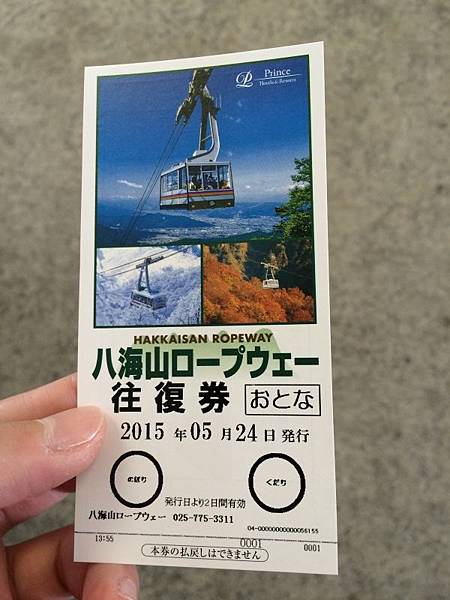 Prince
Hotels & Resorts
HAKKAISAN ROPEWAY
八海山ロープウェー
往復券 おとな
2015 年 05 月 24 日 発行
のぼり くだり
発行日より2日間有効
八海山ロープウェー 025-775-3311
04-00000000000056155
13:55 0001 0001
本券の払戻しはできません